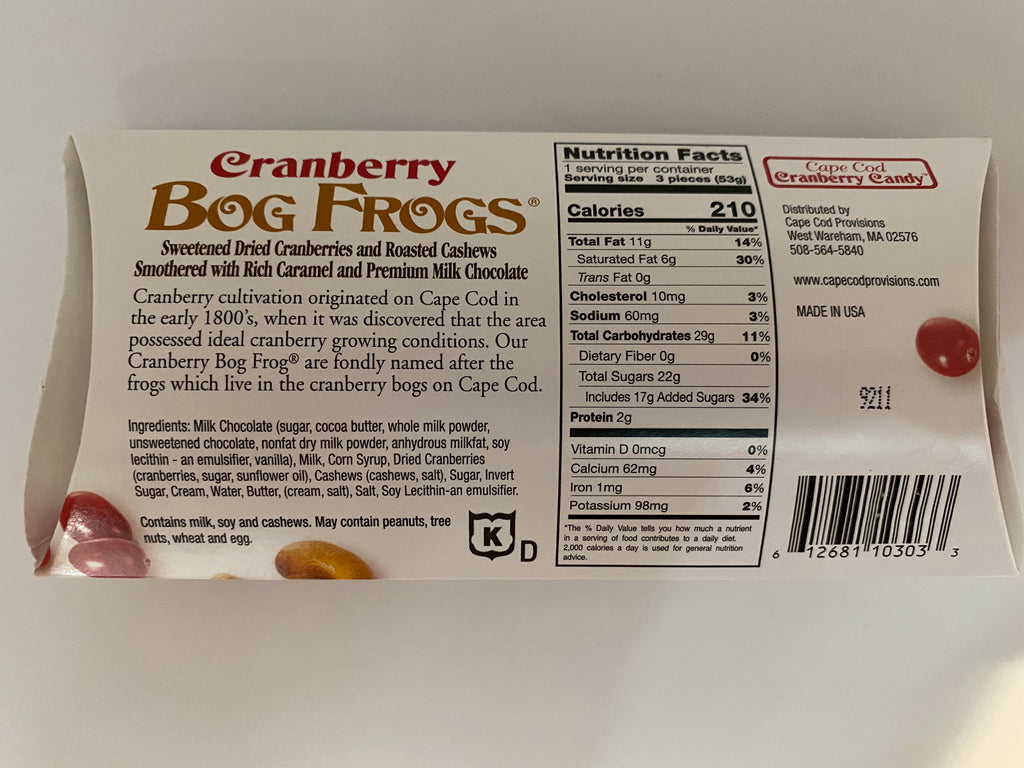 Cranberry
BOG FROGS®
Sweetened Dried Cranberries and Roasted Cashews
Smothered with Rich Caramel and Premium Milk Chocolate
Cranberry cultivation originated on Cape Cod in
the early 1800's, when it was discovered that the area
possessed ideal cranberry growing conditions. Our
Cranberry Bog Frog® are fondly named after the
frogs which live in the cranberry bogs on Cape Cod.
Ingredients: Milk Chocolate (sugar, cocoa butter, whole milk powder,
unsweetened chocolate, nonfat dry milk powder, anhydrous milkfat, soy
lecithin - an emulsifier, vanilla), Milk, Corn Syrup, Dried Cranberries
(cranberries, sugar, sunflower oil), Cashews (cashews, salt), Sugar, Invert
Sugar, Cream, Water, Butter, (cream, salt), Salt, Soy Lecithin-an emulsifier.
Contains milk, soy and cashews. May contain peanuts, tree
nuts, wheat and egg.
K D
Nutrition Facts
1 serving per container
Serving size 3 pieces (53g)
Calories 210
% Daily Value*
Total Fat 11g 14%
Saturated Fat 6g 30%
Trans Fat 0g
Cholesterol 10mg 3%
Sodium 60mg 3%
Total Carbohydrates 29g 11%
Dietary Fiber 0g 0%
Total Sugars 22g
Includes 17g Added Sugars 34%
Protein 2g
Vitamin D 0mcg 0%
Calcium 62mg 4%
Iron 1mg 6%
Potassium 98mg 2%
*The % Daily Value tells you how much a nutrient
in a serving of food contributes to a daily diet.
2,000 calories a day is used for general nutrition
advice.
Cape Cod
Cranberry Candy™
Distributed by
Cape Cod Provisions
West Wareham, MA 02576
508-564-5840
www.capecodprovisions.com
MADE IN USA
9211
6 12681 10303 3